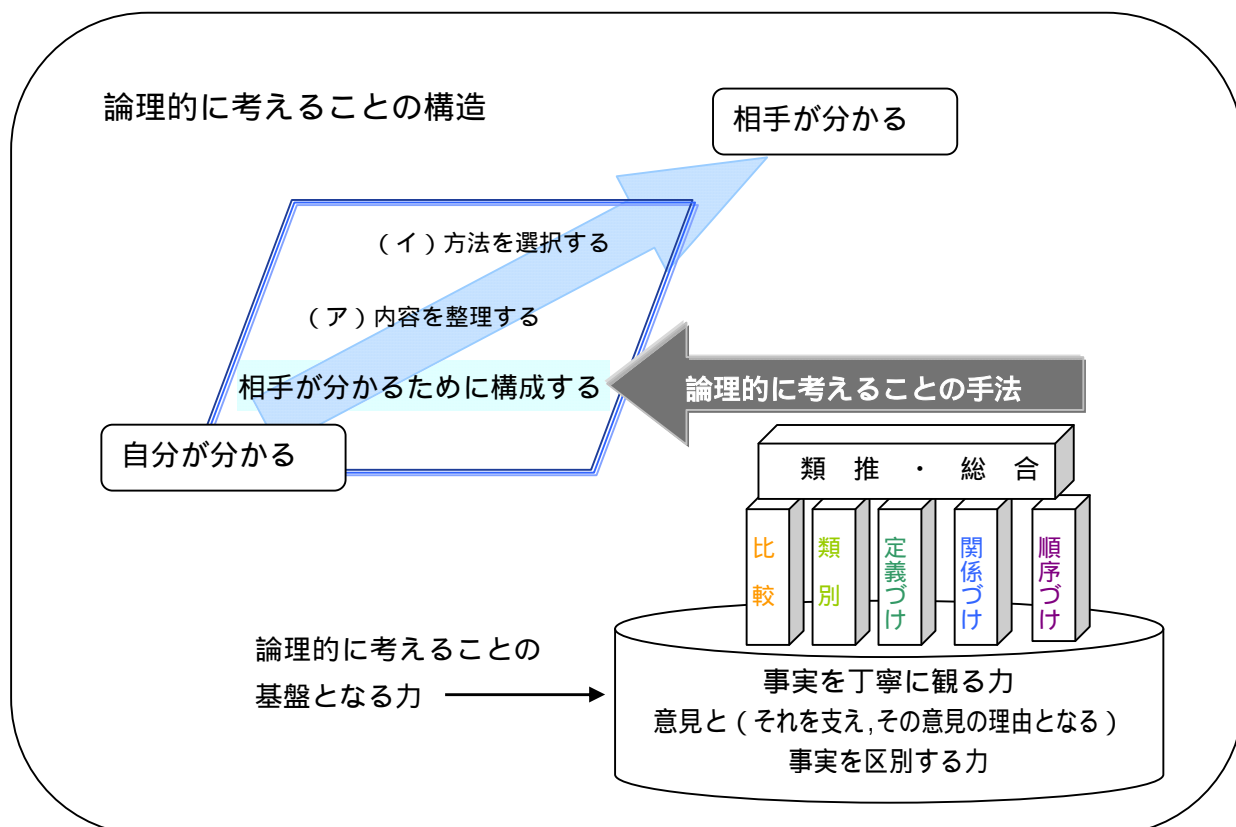 論理的に考えることの構造
相手が分かる
（イ）方法を選択する
（ア）内容を整理する
相手が分かるために構成する
自分が分かる
論理的に考えることの手法
類 推 ・ 総 合
比較
類別
定義づけ
関係づけ
順序づけ
論理的に考えることの
基盤となる力
事実を丁寧に観る力
意見と（それを支え,その意見の理由となる）
事実を区別する力